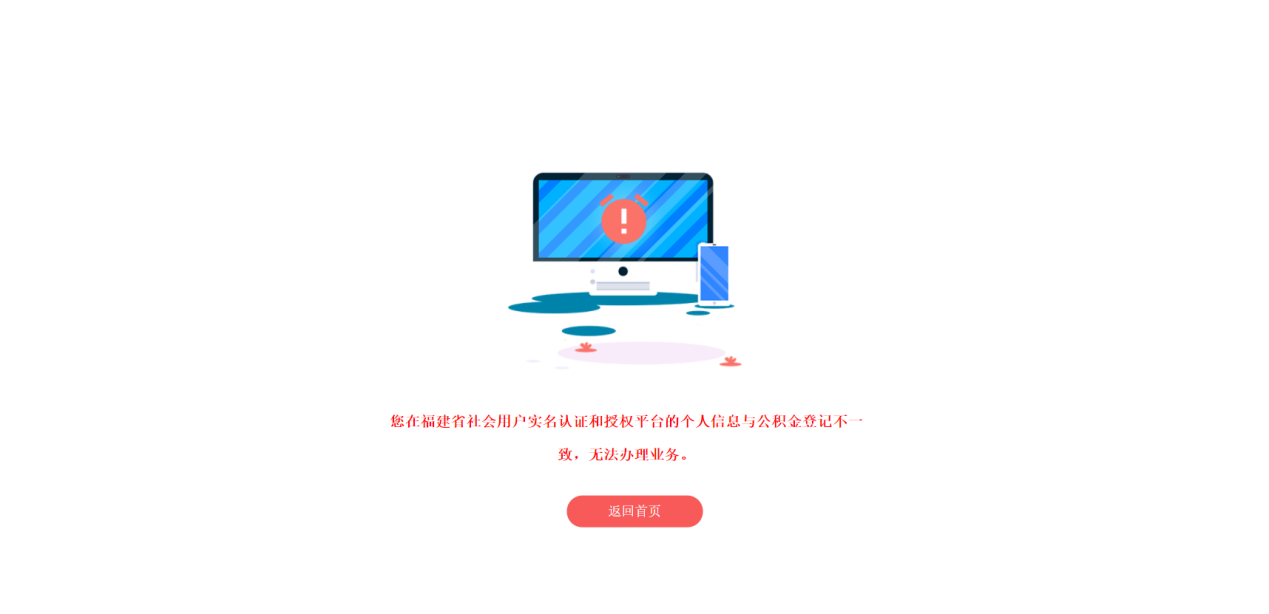 您在福建省社会用户实名认证和授权平台的个人信息与公积金登记不一
致，无法办理业务。
返回首页